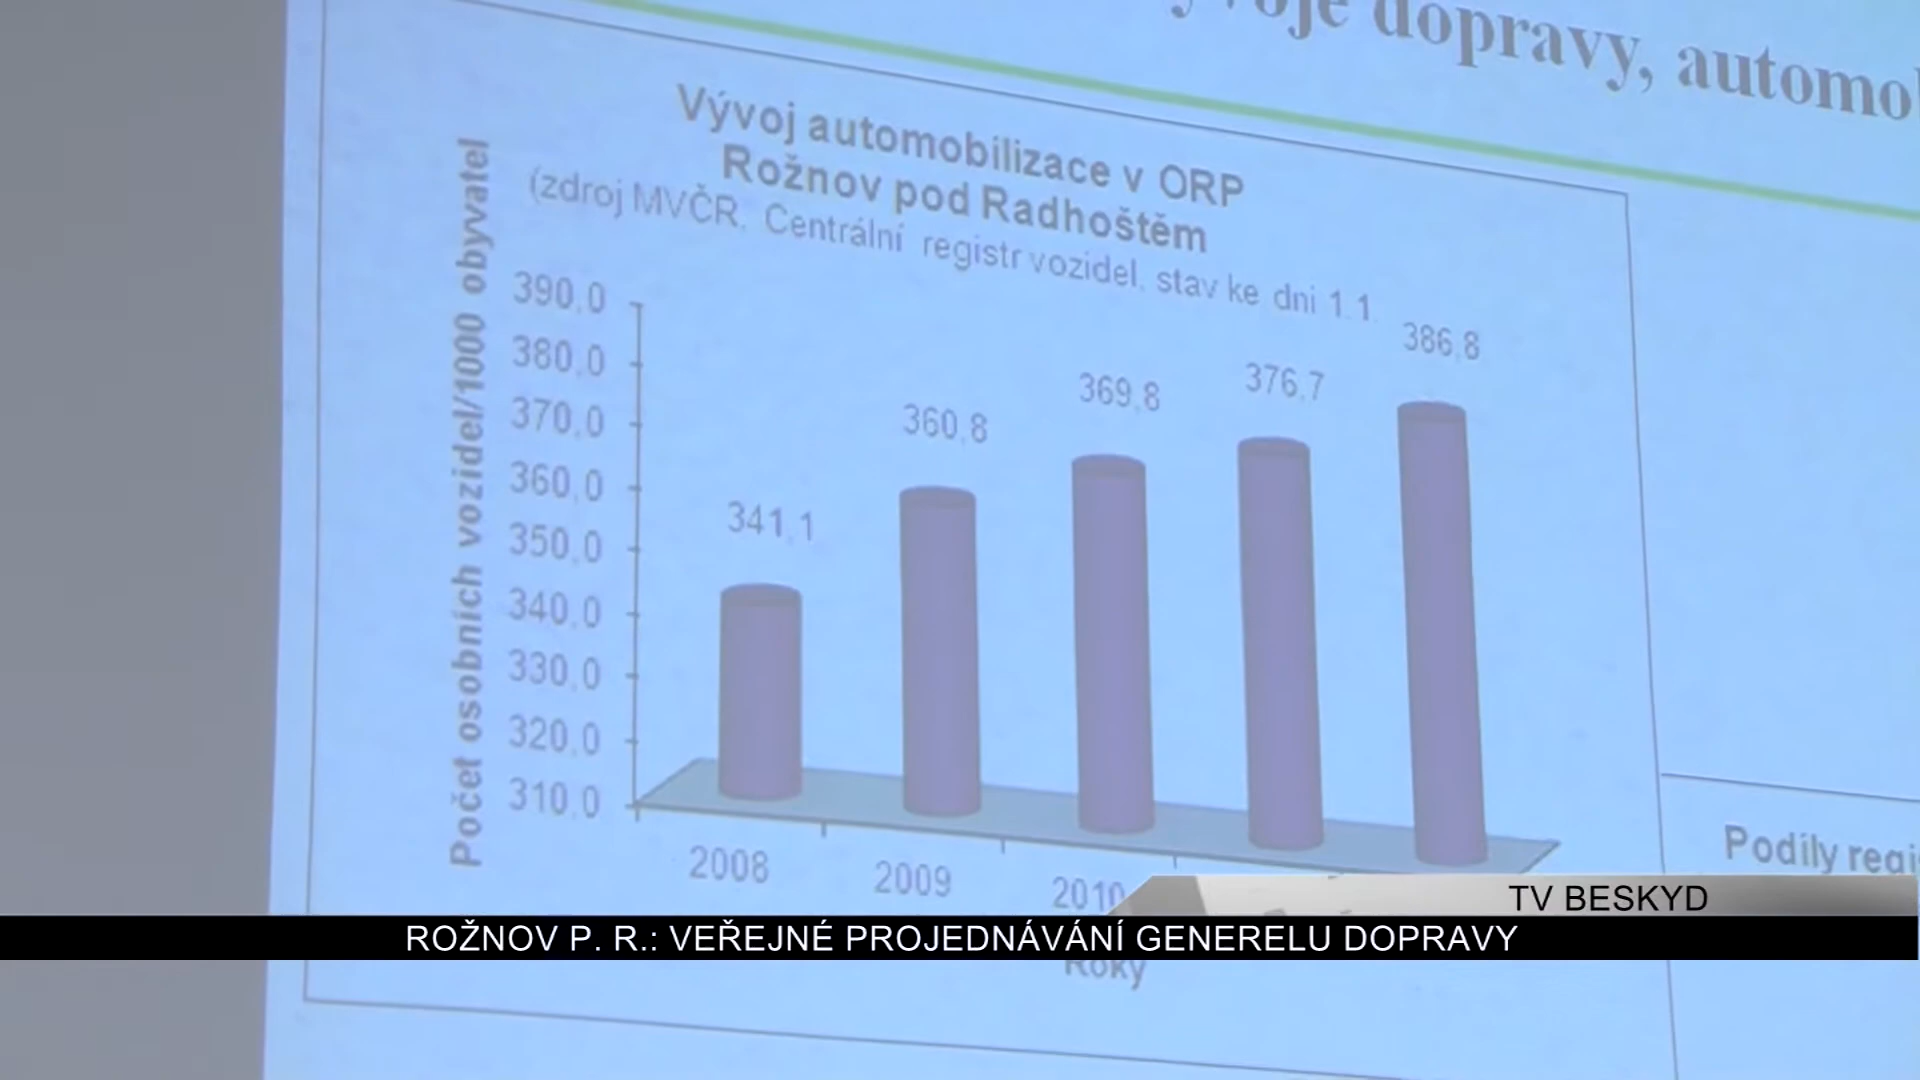 dopravy, automo
Vývoj automobilizace v ORP
Rožnov pod Radhoštěm
(zdroj MVČR, Centrální registr vozidel, stav ke dni 1.1.
Počet osobních vozidel/1000 obyvatel
390,0
380,0
370,0
360,0
350,0
340,0
330,0
320,0
310,0
341,1
360,8
369,8
376,7
386,8
2008
2009
2010
Roky
Podíly regi
TV BESKYD
ROŽNOV P. R.: VEŘEJNÉ PROJEDNÁVÁNÍ GENERELU DOPRAVY